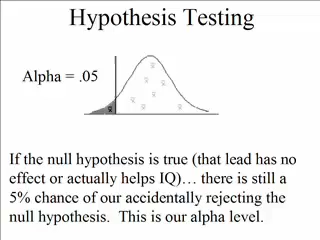 Hypothesis Testing
Alpha = .05
If the null hypothesis is true (that lead has no
effect or actually helps IQ)… there is still a
5% chance of our accidentally rejecting the
null hypothesis.  This is our alpha level.